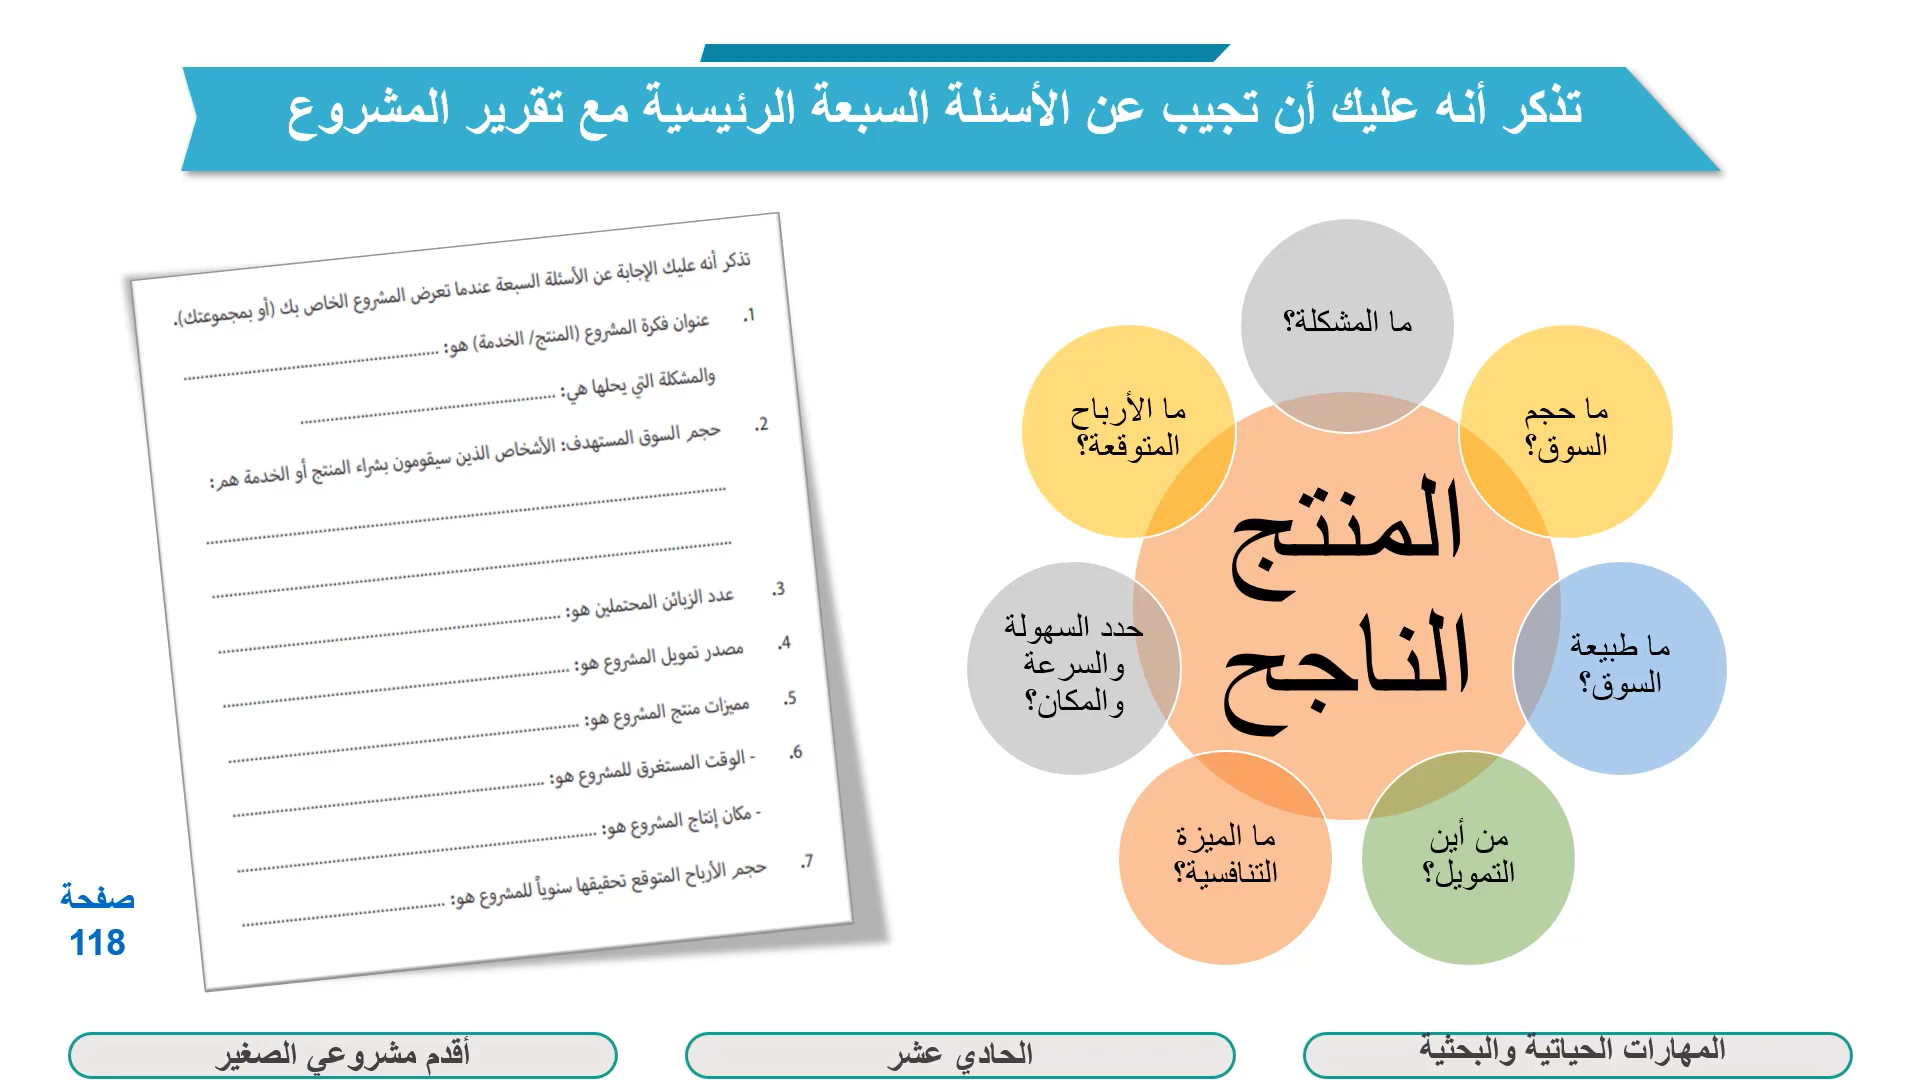 تذكر أنه عليك أن تجيب عن الأسئلة السبعة الرئيسية مع تقرير المشروع
ما المشكلة؟
ما حجم
السوق؟
ما طبيعة
السوق؟
من أين
التمويل؟
ما الميزة
التنافسية؟
حدد السهولة
والسرعة
والمكان؟
ما الأرباح
المتوقعة؟
المنتج
الناجح
تذكر أنه عليك الإجابة عن الأسئلة السبعة عندما تعرض المشروع الخاص بك (أو بمجموعتك).
1. عنوان فكرة المشروع (المنتج/ الخدمة) هو: ........................................................
والمشكلة التي يحلها هي: ........................................................
2. حجم السوق المستهدف: الأشخاص الذين سيقومون بشراء المنتج أو الخدمة هم:
................................................................................................................
................................................................................................................
3. عدد الزبائن المحتملين هو: ........................................................................
4. مصدر تمويل المشروع هو: ........................................................................
5. مميزات منتج المشروع هو: ........................................................................
6. - الوقت المستغرق للمشروع هو: ................................................................
- مكان إنتاج المشروع هو: ........................................................................
7. حجم الأرباح المتوقع تحقيقها سنوياً للمشروع هو: ............................................
صفحة
118
المهارات الحياتية والبحثية
الحادي عشر
أقدم مشروعي الصغير